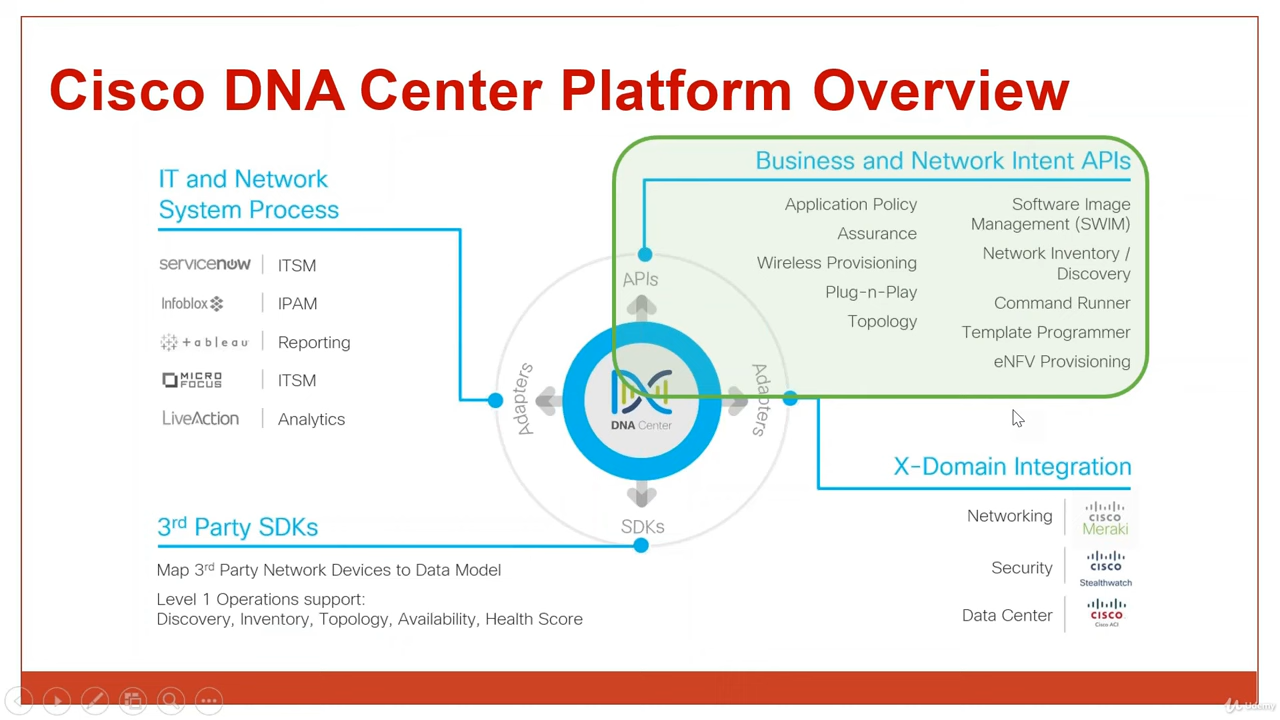 Cisco DNA Center Platform Overview
IT and Network
System Process
servicenow ITSM
Infoblox IPAM
+ableau Reporting
MICRO
FOCUS ITSM
LiveAction Analytics
Business and Network Intent APIs
Application Policy
Assurance
Wireless Provisioning
Plug-n-Play
Topology
Software Image
Management (SWIM)
Network Inventory /
Discovery
Command Runner
Template Programmer
eNFV Provisioning
APIs
Adapters
Adapters
DNA Center
SDKs
3rd Party SDKs
Map 3rd Party Network Devices to Data Model
Level 1 Operations support:
Discovery, Inventory, Topology, Availability, Health Score
X-Domain Integration
Networking
CISCO
Meraki
Security
CISCO
Stealthwatch
Data Center
CISCO
Cisco ACI
Udemy